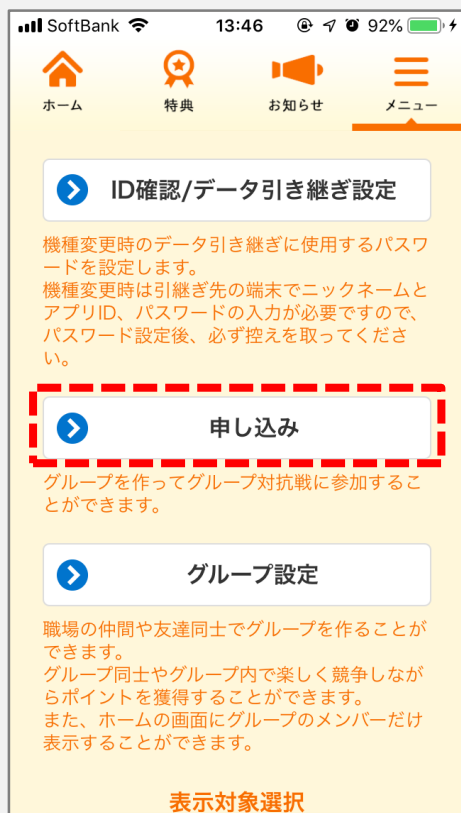 SoftBank 13:46 92%
ホーム 特典 お知らせ メニュー
ID確認/データ引き継ぎ設定
機種変更時のデータ引き継ぎに使用するパスワ
ードを設定します。
機種変更時は引継ぎ先の端末でニックネームと
アプリID、パスワードの入力が必要ですので、
パスワード設定後、必ず控えを取ってくださ
い。
申し込み
グループを作ってグループ対抗戦に参加するこ
とができます。
グループ設定
職場の仲間や友達同士でグループを作ることが
できます。
グループ同士やグループ内で楽しく競争しなが
らポイントを獲得することができます。
また、ホームの画面にグループのメンバーだけ
表示することができます。
表示対象選択